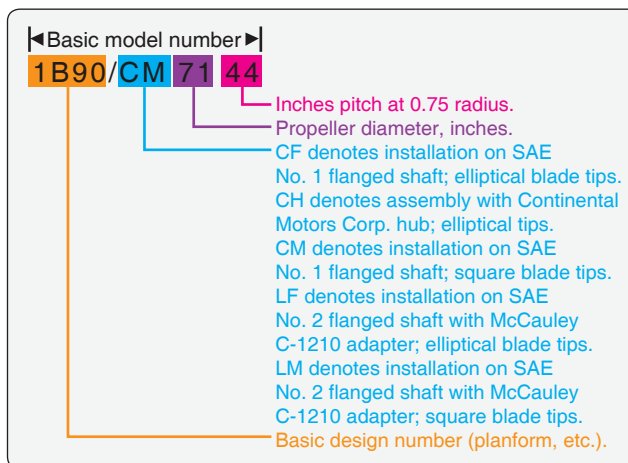 Basic model number
1B90/CM 71 44
Inches pitch at 0.75 radius.
Propeller diameter, inches.
CF denotes installation on SAE
No. 1 flanged shaft; elliptical blade tips.
CH denotes assembly with Continental
Motors Corp. hub; elliptical tips.
CM denotes installation on SAE
No. 1 flanged shaft; square blade tips.
LF denotes installation on SAE
No. 2 flanged shaft with McCauley
C-1210 adapter; elliptical blade tips.
LM denotes installation on SAE
No. 2 flanged shaft with McCauley
C-1210 adapter; square blade tips.
Basic design number (planform, etc.).